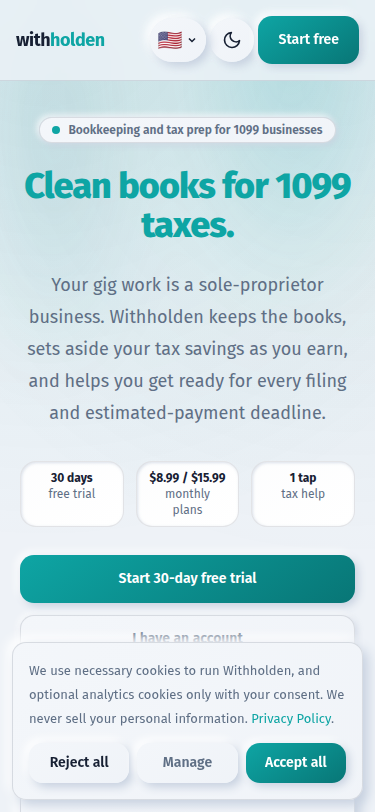 withholden
Start free
Bookkeeping and tax prep for 1099 businesses
Clean books for 1099
taxes.
Your gig work is a sole-proprietor
business. Withholden keeps the books,
sets aside your tax savings as you earn,
and helps you get ready for every filing
and estimated-payment deadline.
30 days
free trial
$8.99 / $15.99
monthly
plans
1 tap
tax help
Start 30-day free trial
I have an account
We use necessary cookies to run Withholden, and
optional analytics cookies only with your consent. We
never sell your personal information. Privacy Policy.
Reject all
Manage
Accept all